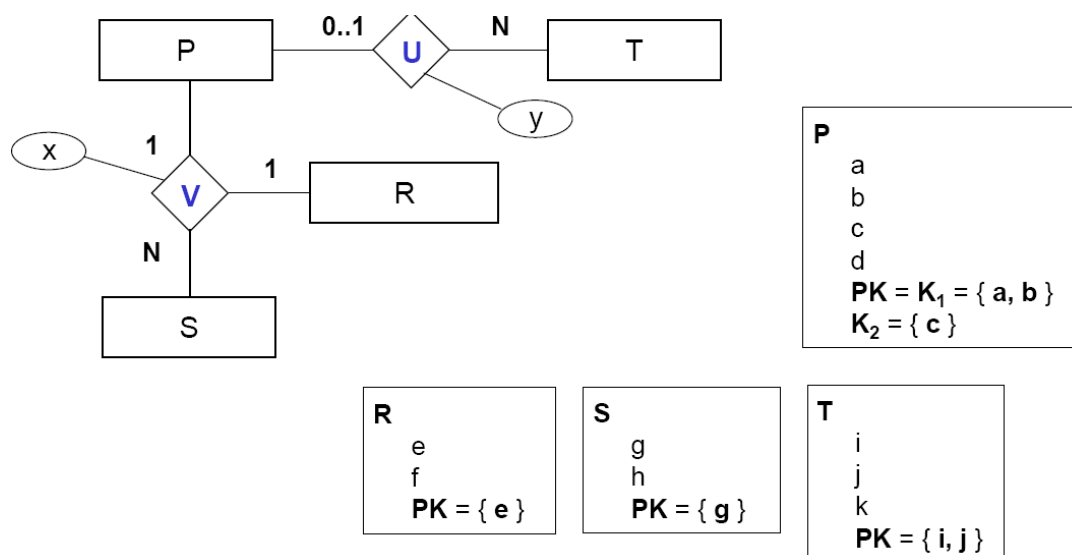 P
0..1
U
N
T
y
x
1
V
1
R
N
S
P
a
b
c
d
PK = K₁ = { a, b }
K₂ = { c }
R
e
f
PK = { e }
S
g
h
PK = { g }
T
i
j
k
PK = { i, j }